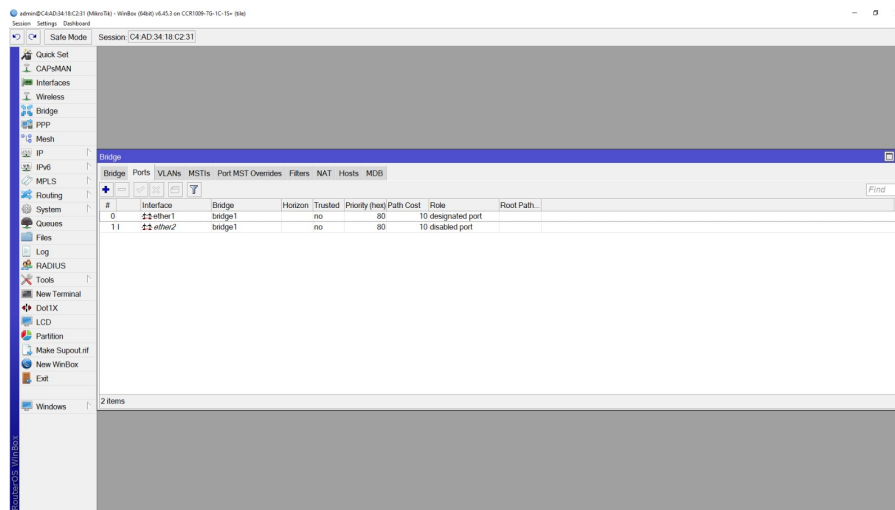 admin@C4:AD:34:18:C2:31 (MikroTik) - WinBox (64bit) v6.45.3 on CCR1009-7G-1C-1S+ (tile)
Session Settings Dashboard
Safe Mode Session: C4:AD:34:18:C2:31
Quick Set
CAPsMAN
Interfaces
Wireless
Bridge
PPP
Mesh
IP
IPv6
MPLS
Routing
System
Queues
Files
Log
RADIUS
Tools
New Terminal
Dot1X
LCD
Partition
Make Supout.rif
New WinBox
Exit
Windows
RouterOS WinBox
Bridge
Bridge Ports VLANs MSTIs Port MST Overrides Filters NAT Hosts MDB
Find
# Interface Bridge Horizon Trusted Priority (hex) Path Cost Role Root Path...
0 ether1 bridge1 no 80 10 designated port
1 I ether2 bridge1 no 80 10 disabled port
2 items